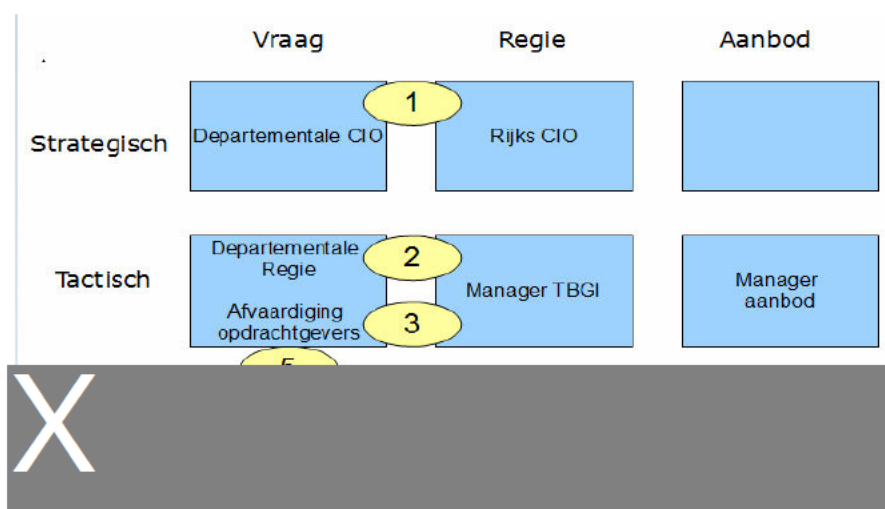 Vraag Regie Aanbod
1
Strategisch Departementale CIO Rijks CIO
Departementale
Regie
2
Tactisch Manager TBGI Manager
aanbod
Afvaardiging
opdrachtgevers
3
X